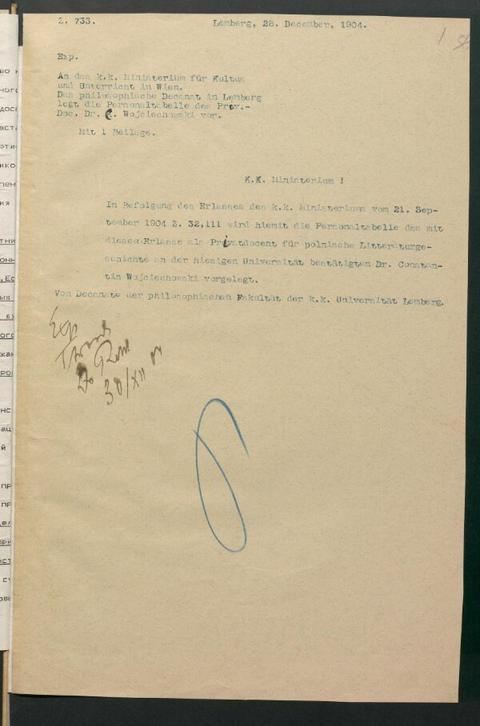 Z. 733.
Lemberg, 28. December, 1904.
Exp.
An das k.k. Ministerium für Kultus
und Unterricht in Wien.
Das philosophische Decanat in Lemberg
legt die Personaltabelle des Priv.-
Doc. Dr. C. Wojciechowski vor.
Mit 1 Beilage.
K.K. Ministerium !
In Befolgung des Erlasses des k.k. Ministeriums vom 21. Sep-
tember 1904 Z. 32,111 wird hiemit die Personaltabelle des mit
diesem Erlasse als Privatdocent für polnische Litteraturge-
schichte an der hiesigen Universität bestätigten Dr. Constan-
tin Wojciechowski vorgelegt.
Vom Decanate der philosophischen Fakultät der k.k. Universität Lemberg.
Exp
30/XII